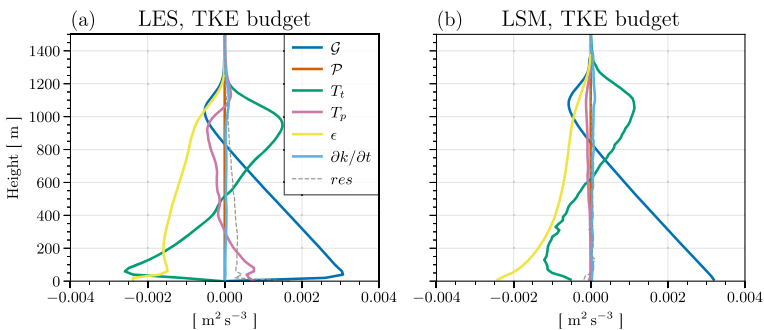 (a) LES, TKE budget
(b) LSM, TKE budget
Height [ m ]
1400
1200
1000
800
600
400
200
0
𝒢
𝒫
T_t
T_p
ϵ
∂k/∂t
res
−0.004 −0.002 0.000 0.002 0.004
−0.004 −0.002 0.000 0.002 0.004
[ m² s⁻³ ]
[ m² s⁻³ ]